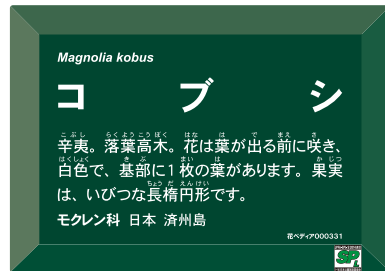 Magnolia kobus
コブシ
辛夷。落葉高木。花は葉が出る前に咲き、
白色で、基部に1枚の葉があります。果実
は、いびつな長楕円形です。
モクレン科 日本 済州島
花ペディア000331
SPL